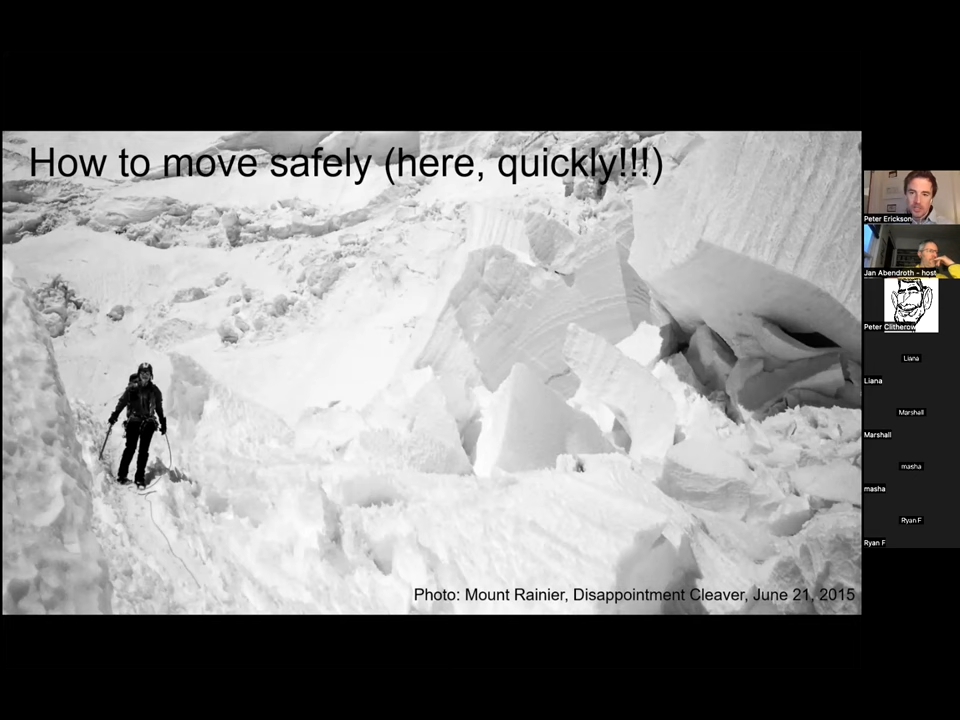 How to move safely (here, quickly!!!)
Photo: Mount Rainier, Disappointment Cleaver, June 21, 2015
Peter Erickson
Jan Abendroth - host
Peter Clitherow
Liana
Liana
Marshall
Marshall
masha
masha
Ryan F
Ryan F